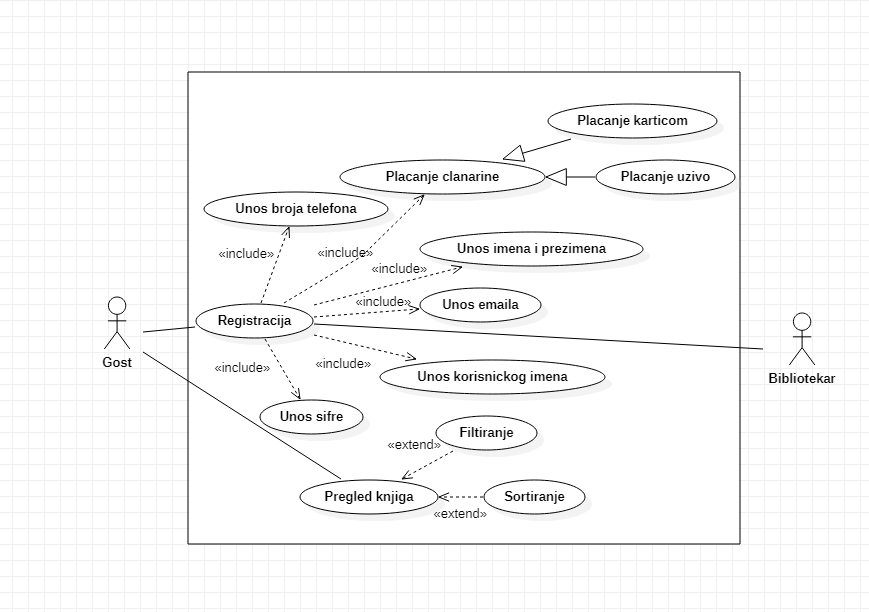 Placanje karticom
Placanje clanarine
Placanje uzivo
Unos broja telefona
«include»
«include»
Unos imena i prezimena
«include»
«include»
Unos emaila
Registracija
Gost
Bibliotekar
«include»
«include»
Unos korisnickog imena
Unos sifre
Filtiranje
«extend»
Pregled knjiga
Sortiranje
«extend»